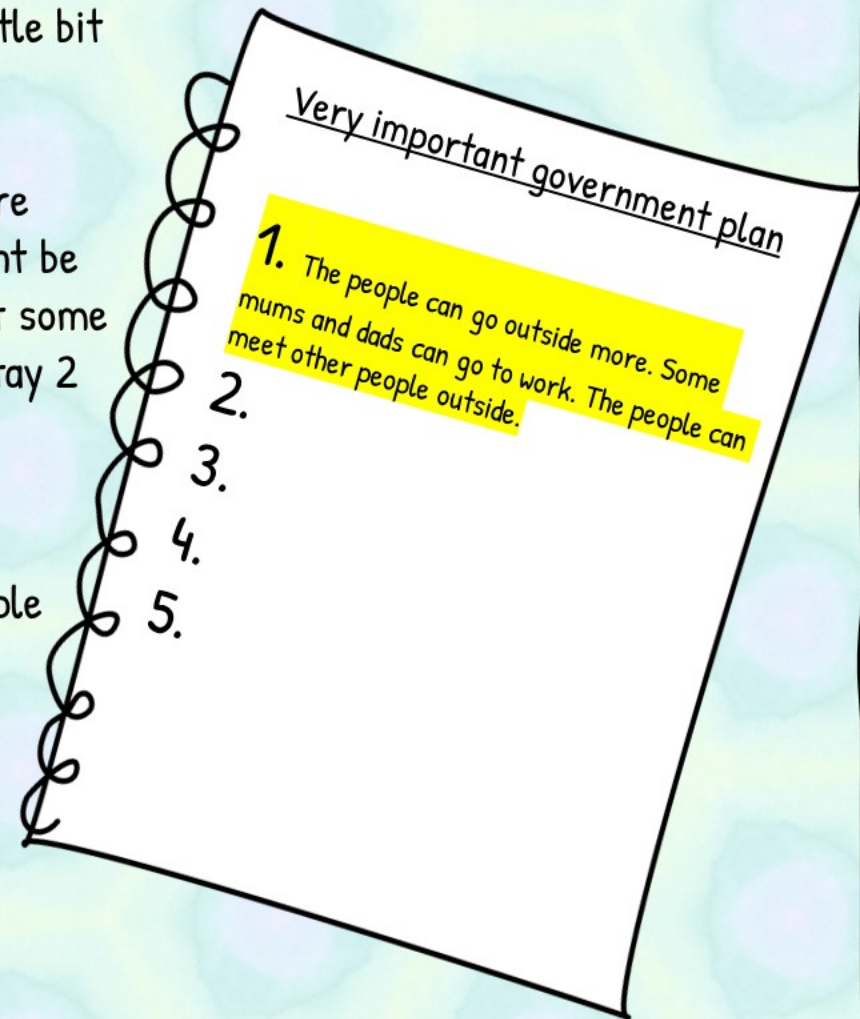 tle bit
re
nt be
r some
ray 2
ple
Very important government plan
1. The people can go outside more. Some
mums and dads can go to work. The people can
meet other people outside.
2.
3.
4.
5.